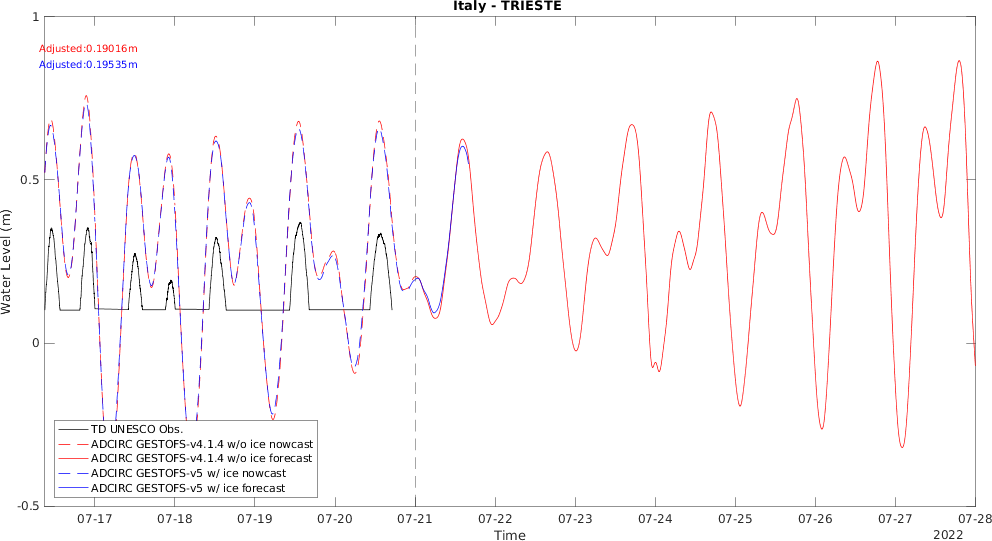 Italy - TRIESTE
Adjusted:0.19016m
Adjusted:0.19535m
1
0.5
0
-0.5
Water Level (m)
TD UNESCO Obs.
ADCIRC GESTOFS-v4.1.4 w/o ice nowcast
ADCIRC GESTOFS-v4.1.4 w/o ice forecast
ADCIRC GESTOFS-v5 w/ ice nowcast
ADCIRC GESTOFS-v5 w/ ice forecast
07-17 07-18 07-19 07-20 07-21 07-22 07-23 07-24 07-25 07-26 07-27 07-28
Time
2022